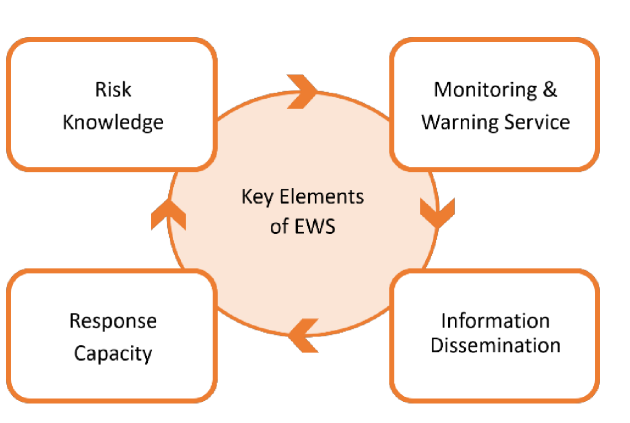 Risk
Knowledge
Monitoring &
Warning Service
Key Elements
of EWS
Response
Capacity
Information
Dissemination